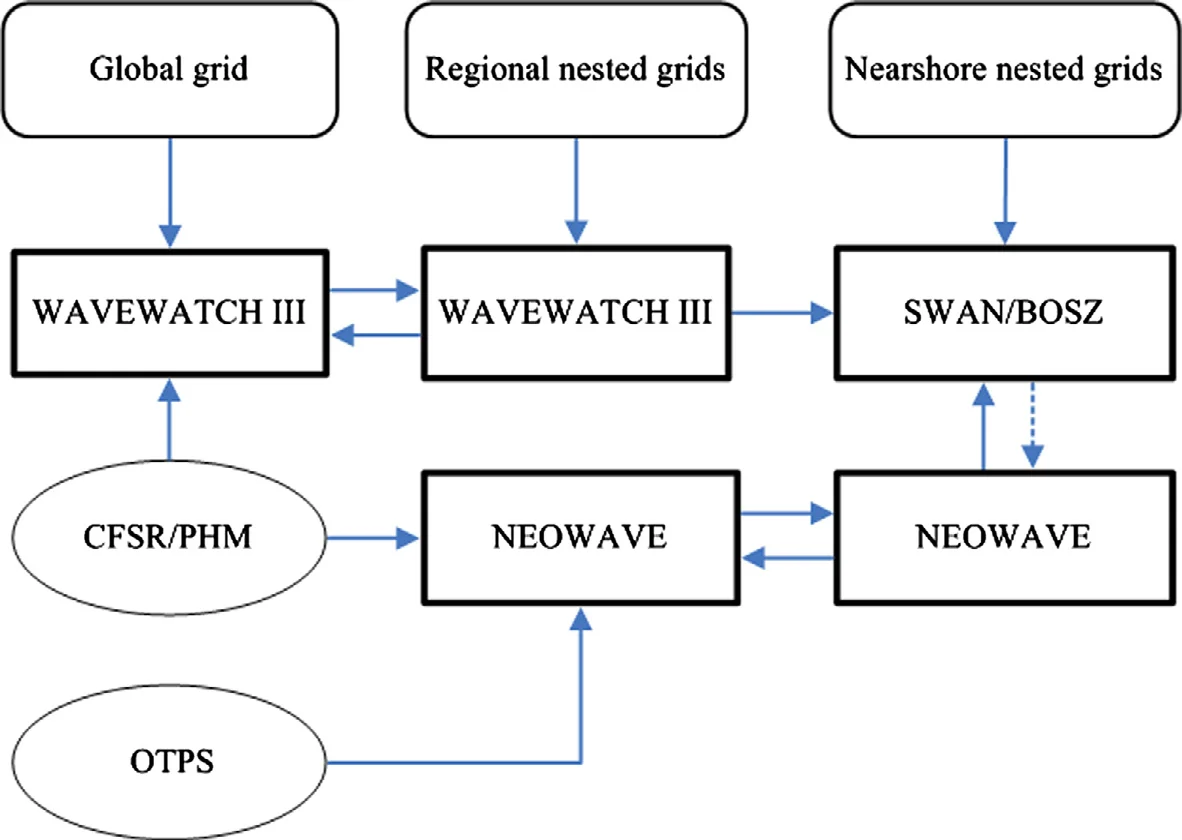 Global grid
Regional nested grids
Nearshore nested grids
WAVEWATCH III
WAVEWATCH III
SWAN/BOSZ
CFSR/PHM
NEOWAVE
NEOWAVE
OTPS